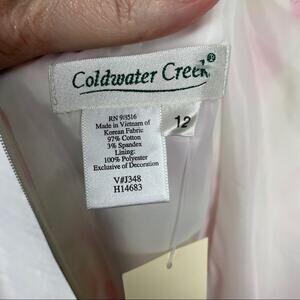 Coldwater Creek®
RN 98516
Made in Vietnam of
Korean Fabric
97% Cotton
3% Spandex
Lining:
100% Polyester
Exclusive of Decoration
V#J348
H14683
12